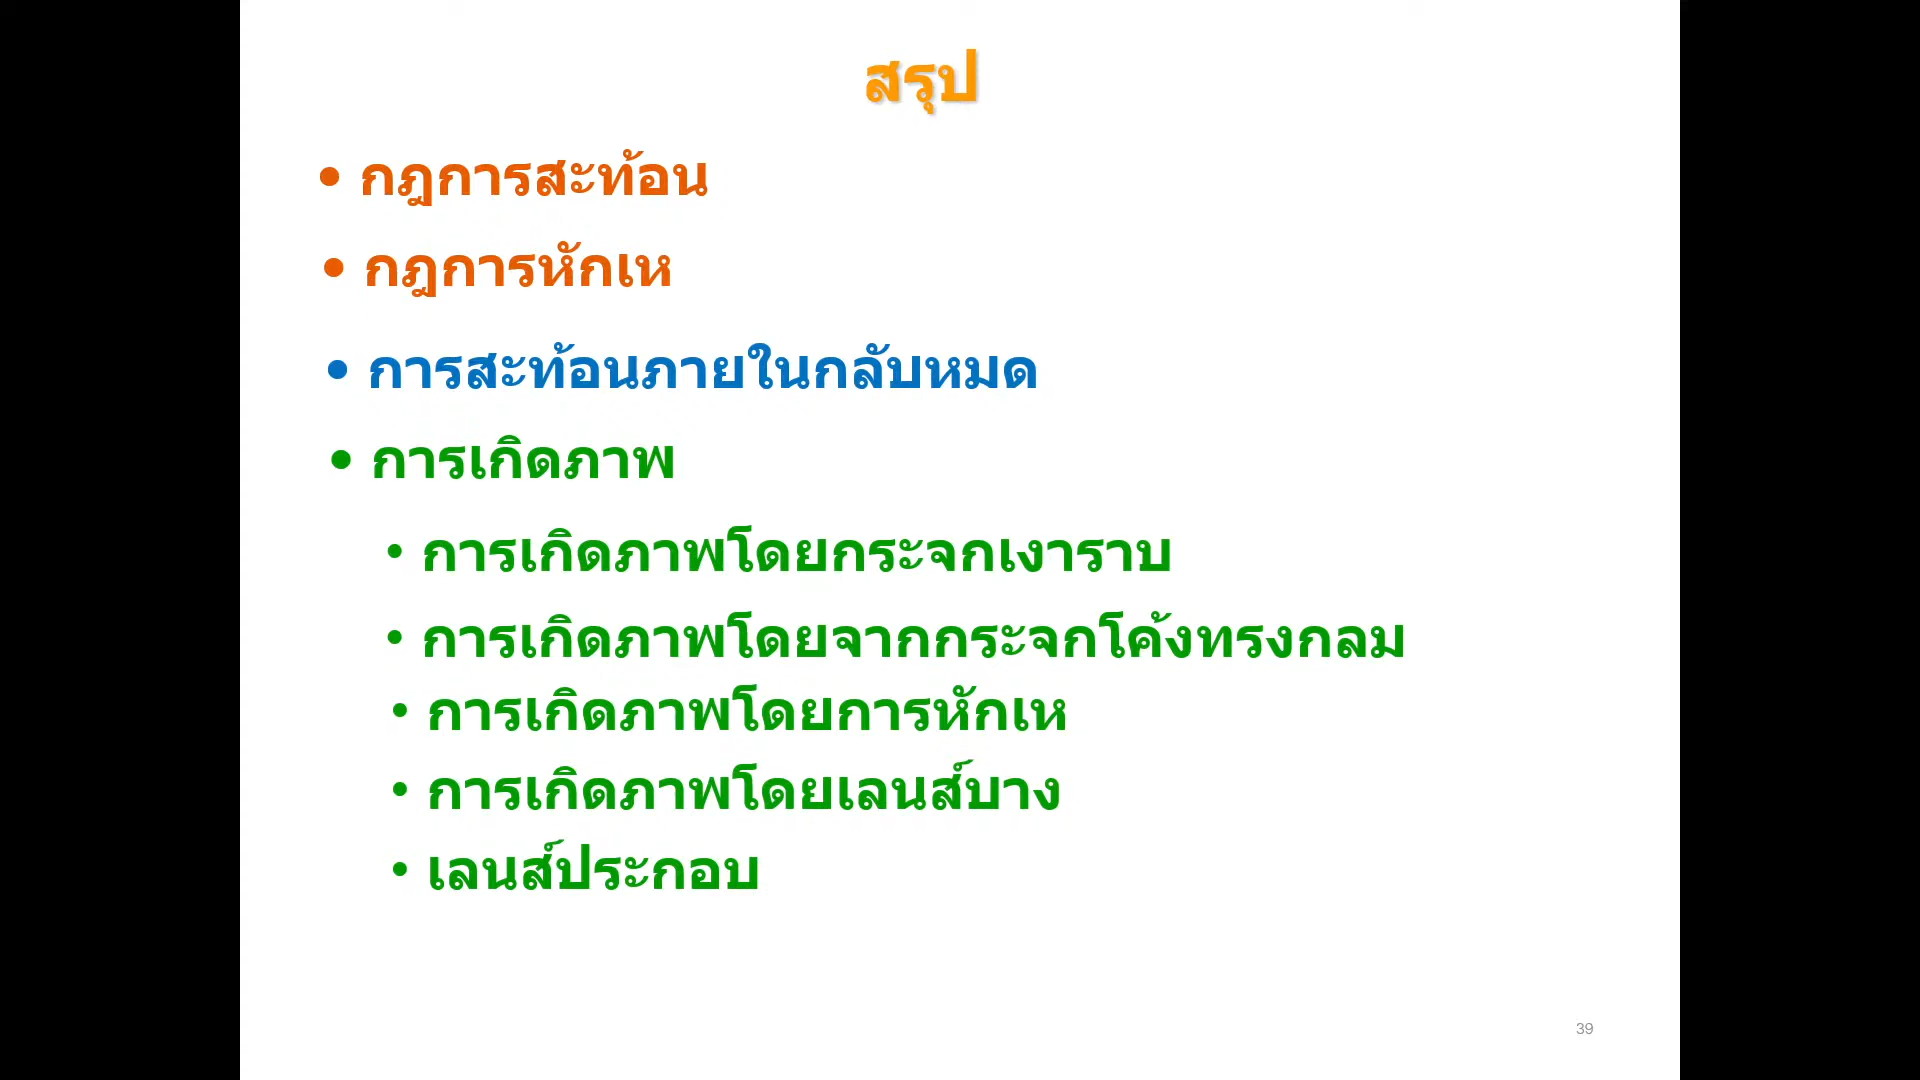 สรุป
• กฎการสะท้อน
• กฎการหักเห
• การสะท้อนภายในกลับหมด
• การเกิดภาพ
• การเกิดภาพโดยกระจกเงาราบ
• การเกิดภาพโดยจากกระจกโค้งทรงกลม
• การเกิดภาพโดยการหักเห
• การเกิดภาพโดยเลนส์บาง
• เลนส์ประกอบ
39